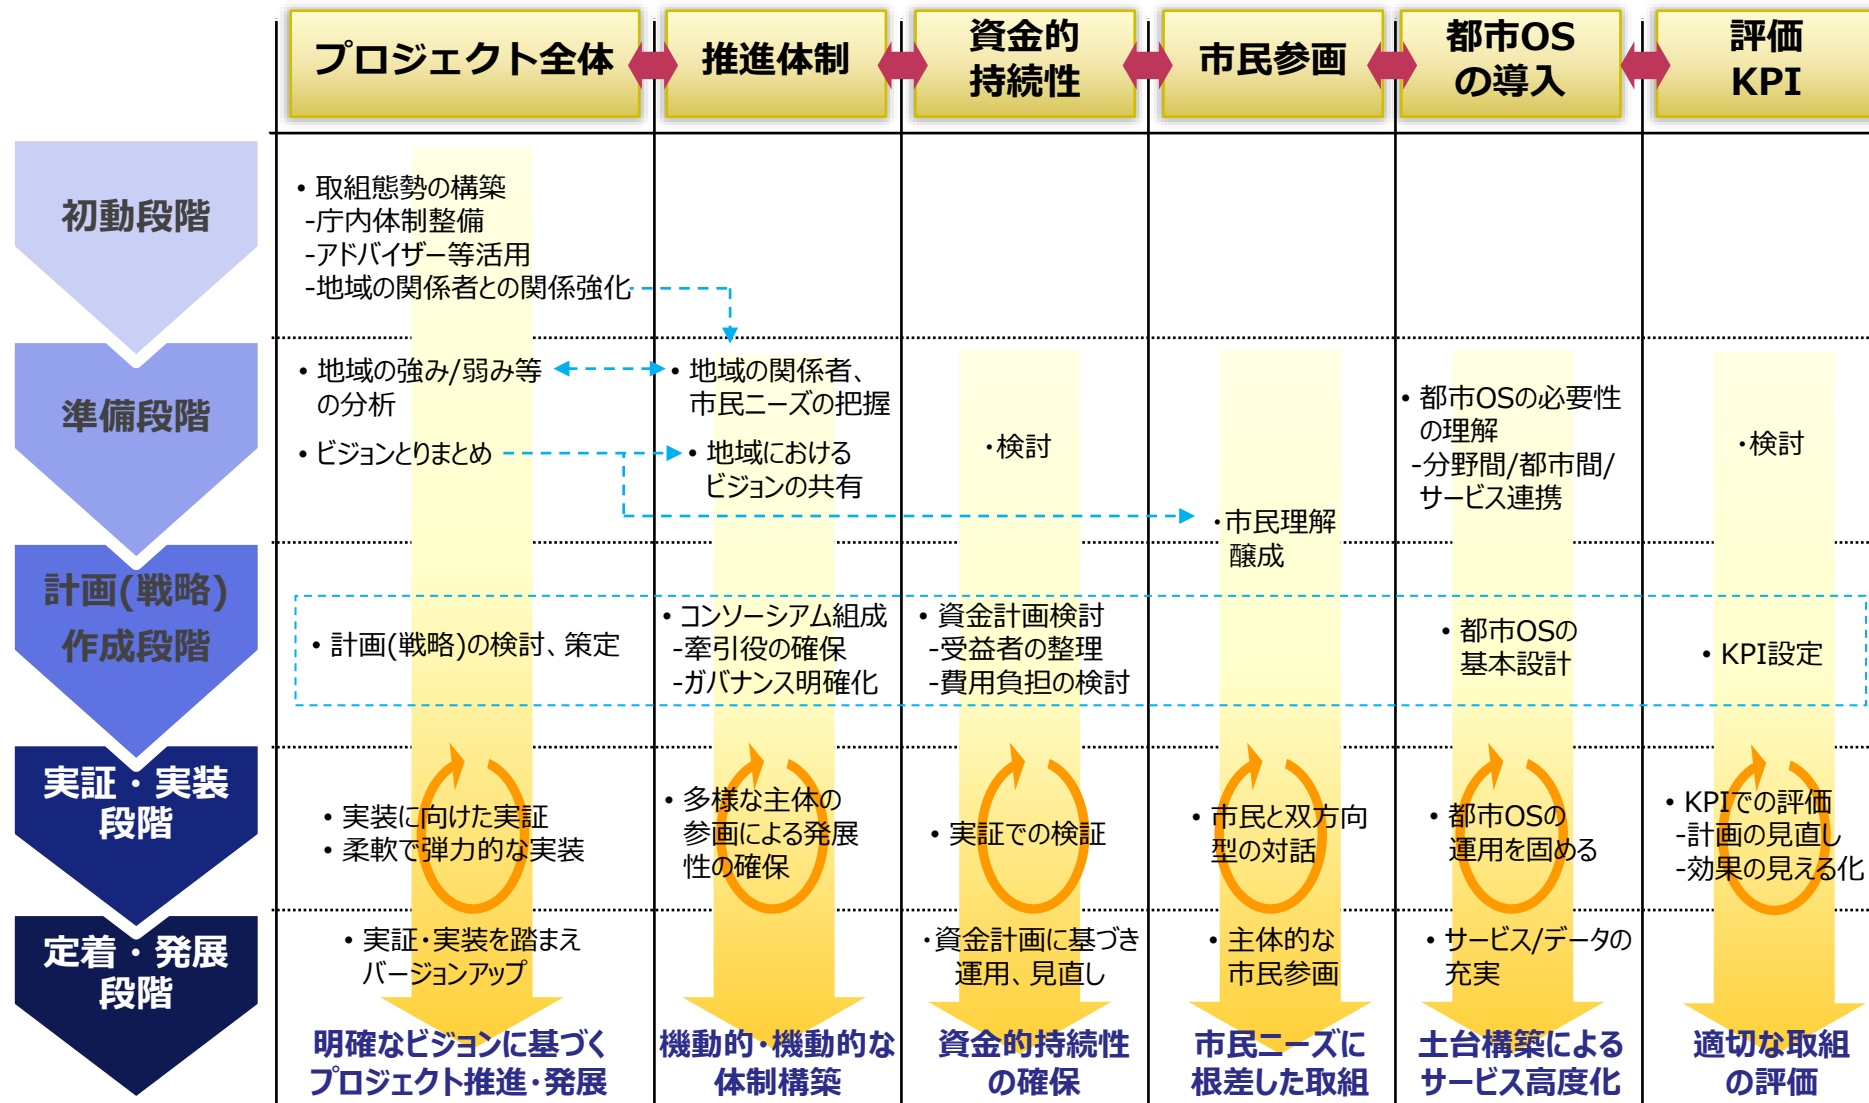 プロジェクト全体
推進体制
資金的
持続性
市民参画
都市OS
の導入
評価
KPI
初動段階
• 取組態勢の構築
-庁内体制整備
-アドバイザー等活用
-地域の関係者との関係強化
準備段階
• 地域の強み/弱み等
の分析
• ビジョンとりまとめ
• 地域の関係者、
市民ニーズの把握
• 地域における
ビジョンの共有
・検討
・市民理解
醸成
• 都市OSの必要性
の理解
-分野間/都市間/
サービス連携
・検討
計画(戦略)
作成段階
• 計画(戦略)の検討、策定
• コンソーシアム組成
-牽引役の確保
-ガバナンス明確化
• 資金計画検討
-受益者の整理
-費用負担の検討
• 都市OSの
基本設計
• KPI設定
実証・実装
段階
• 実装に向けた実証
• 柔軟で弾力的な実装
• 多様な主体の
参画による発展
性の確保
• 実証での検証
• 市民と双方向
型の対話
• 都市OSの
運用を固める
• KPIでの評価
-計画の見直し
-効果の見える化
定着・発展
段階
• 実証・実装を踏まえ
バージョンアップ
・資金計画に基づき
運用、見直し
• 主体的な
市民参画
• サービス/データの
充実
明確なビジョンに基づく
プロジェクト推進・発展
機動的・機動的な
体制構築
資金的持続性
の確保
市民ニーズに
根差した取組
土台構築による
サービス高度化
適切な取組
の評価